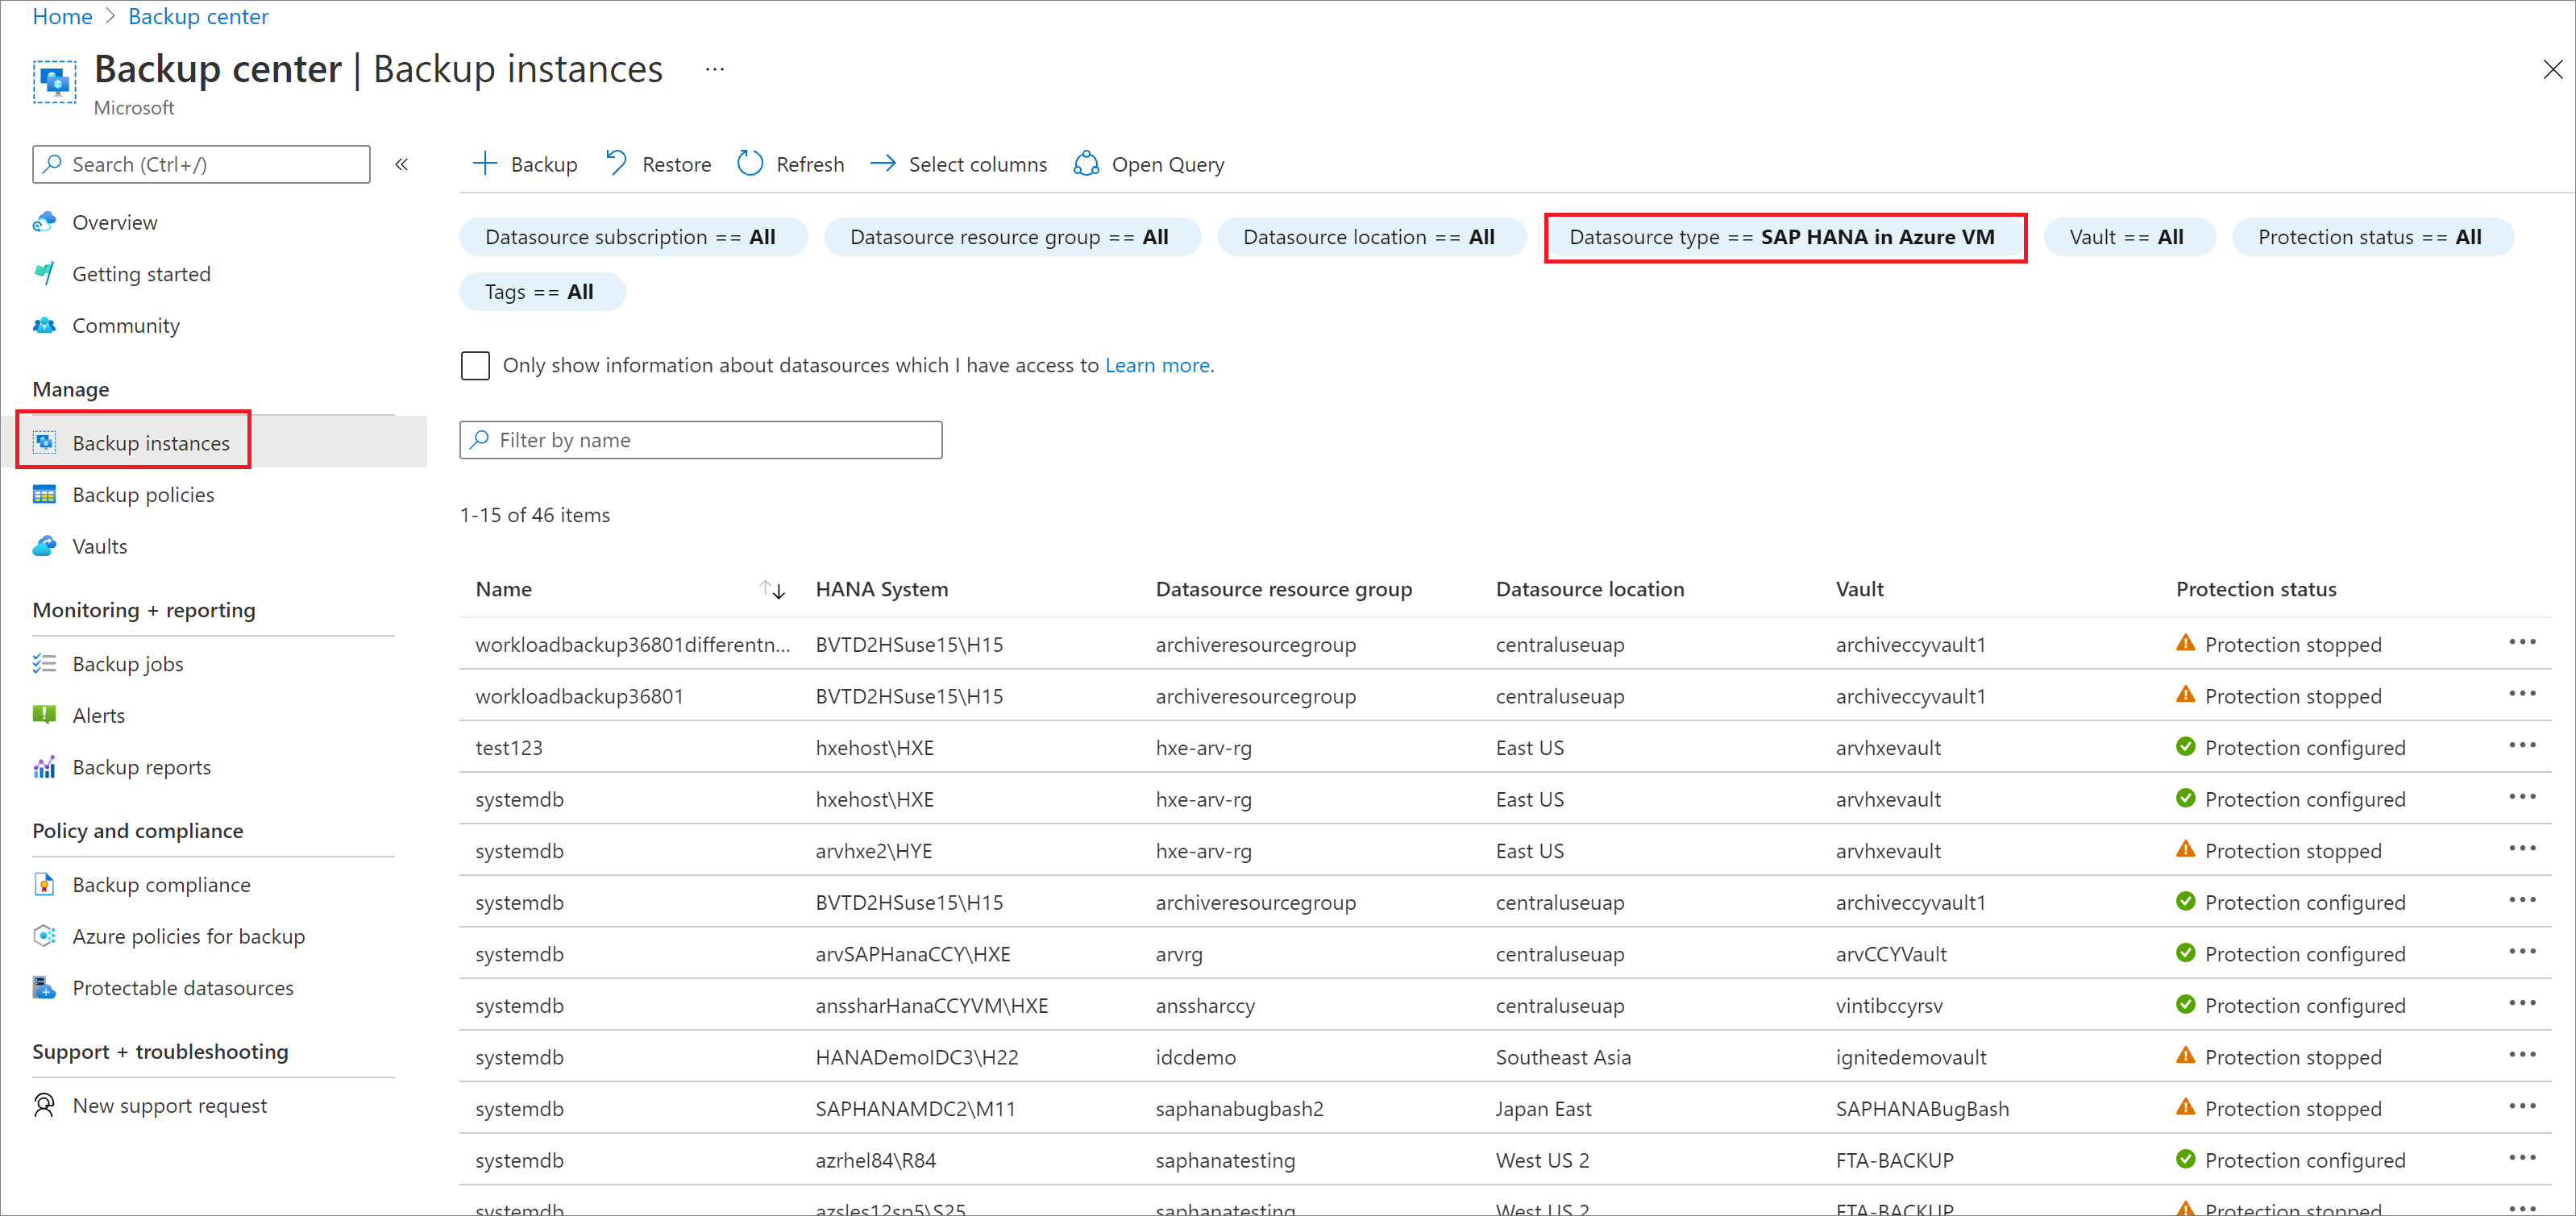 Home > Backup center
Backup center | Backup instances ...
Microsoft
Search (Ctrl+/) «
Overview
Getting started
Community
Manage
Backup instances
Backup policies
Vaults
Monitoring + reporting
Backup jobs
Alerts
Backup reports
Policy and compliance
Backup compliance
Azure policies for backup
Protectable datasources
Support + troubleshooting
New support request
Backup Restore Refresh Select columns Open Query
Datasource subscription == All Datasource resource group == All Datasource location == All Datasource type == SAP HANA in Azure VM Vault == All Protection status == All
Tags == All
Only show information about datasources which I have access to Learn more.
Filter by name
1-15 of 46 items
Name HANA System Datasource resource group Datasource location Vault Protection status
workloadbackup36801differentn... BVTD2HSuse15\H15 archiveresourcegroup centraluseuap archiveccyvault1 Protection stopped
workloadbackup36801 BVTD2HSuse15\H15 archiveresourcegroup centraluseuap archiveccyvault1 Protection stopped
test123 hxehost\HXE hxe-arv-rg East US arvhxevault Protection configured
systemdb hxehost\HXE hxe-arv-rg East US arvhxevault Protection configured
systemdb arvhxe2\HYE hxe-arv-rg East US arvhxevault Protection stopped
systemdb BVTD2HSuse15\H15 archiveresourcegroup centraluseuap archiveccyvault1 Protection configured
systemdb arvSAPHanaCCY\HXE arvrg centraluseuap arvCCYVault Protection configured
systemdb anssharHanaCCYVM\HXE anssharccy centraluseuap vintibccyrsv Protection configured
systemdb HANADemoIDC3\H22 idcdemo Southeast Asia ignitedemovault Protection stopped
systemdb SAPHANAMDC2\M11 saphanabugbash2 Japan East SAPHANABugBash Protection stopped
systemdb azrhel84\R84 saphanatesting West US 2 FTA-BACKUP Protection configured
systemdb azsles12sp5\S25 saphanatesting West US 2 FTA-BACKUP Protection stopped